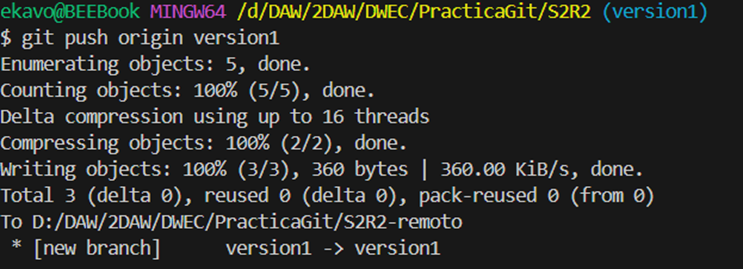 ekavo@BEEBook MINGW64 /d/DAW/2DAW/DWEC/PracticaGit/S2R2 (version1)
$ git push origin version1
Enumerating objects: 5, done.
Counting objects: 100% (5/5), done.
Delta compression using up to 16 threads
Compressing objects: 100% (2/2), done.
Writing objects: 100% (3/3), 360 bytes | 360.00 KiB/s, done.
Total 3 (delta 0), reused 0 (delta 0), pack-reused 0 (from 0)
To D:/DAW/2DAW/DWEC/PracticaGit/S2R2-remoto
 * [new branch]      version1 -> version1